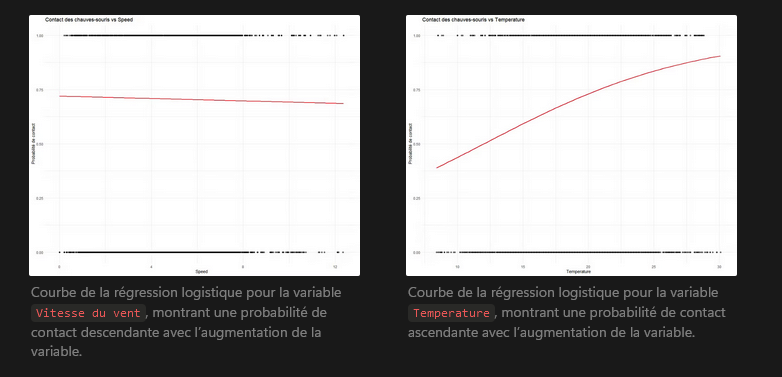 Contact des chauves-souris vs Speed
1.00
0.75
0.50
0.25
0.00
Probabilité de contact
0
4
8
12
Speed
Courbe de la régression logistique pour la variable
Vitesse du vent, montrant une probabilité de
contact descendante avec l’augmentation de la
variable.
Contact des chauves-souris vs Temperature
1.00
0.75
0.50
0.25
0.00
Probabilité de contact
10
15
20
25
30
Temperature
Courbe de la régression logistique pour la variable
Temperature, montrant une probabilité de contact
ascendante avec l’augmentation de la variable.